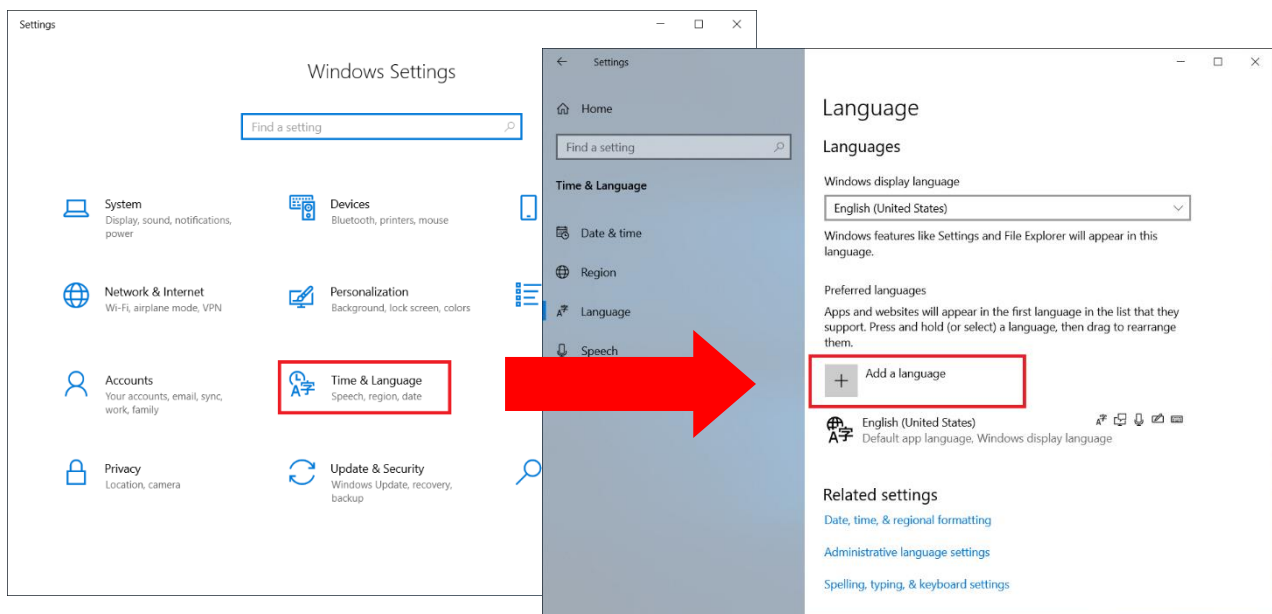 Settings
Windows Settings
Find a setting
System
Display, sound, notifications,
power
Devices
Bluetooth, printers, mouse
Network & Internet
Wi-Fi, airplane mode, VPN
Personalization
Background, lock screen, colors
Accounts
Your accounts, email, sync,
work, family
Time & Language
Speech, region, date
Privacy
Location, camera
Update & Security
Windows Update, recovery,
backup
Settings
Home
Find a setting
Time & Language
Date & time
Region
Language
Speech
Language
Languages
Windows display language
English (United States)
Windows features like Settings and File Explorer will appear in this
language.
Preferred languages
Apps and websites will appear in the first language in the list that they
support. Press and hold (or select) a language, then drag to rearrange
them.
Add a language
English (United States)
Default app language, Windows display language
Related settings
Date, time, & regional formatting
Administrative language settings
Spelling, typing, & keyboard settings